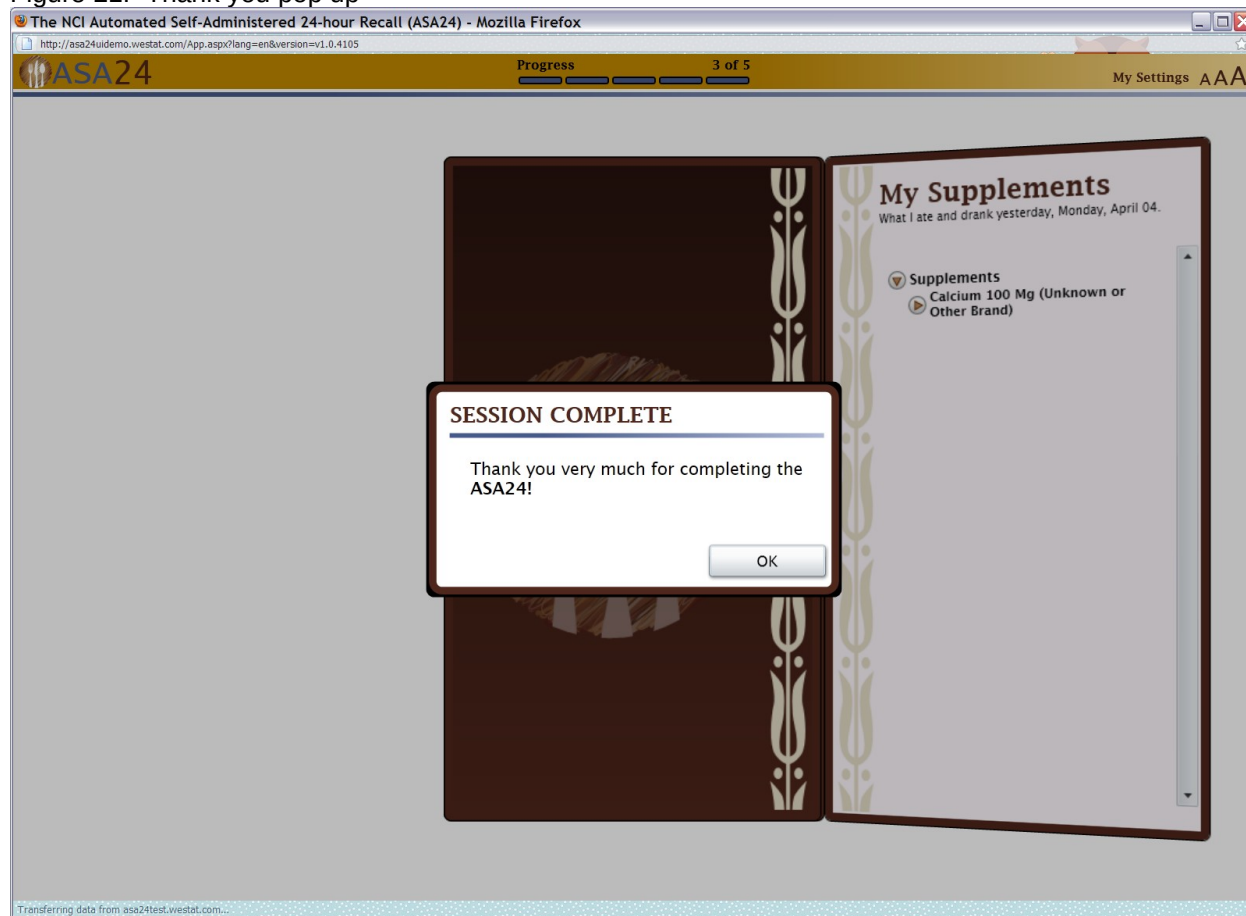 Figure 22. Thank you pop up
The NCI Automated Self-Administered 24-hour Recall (ASA24) - Mozilla Firefox
http://asa24uidemo.westat.com/App.aspx?lang=en&version=v1.0.4105
ASA24
Progress 3 of 5
My Settings A A A
My Supplements
What I ate and drank yesterday, Monday, April 04.
Supplements
Calcium 100 Mg (Unknown or
Other Brand)
SESSION COMPLETE
Thank you very much for completing the
ASA24!
OK
Transferring data from asa24test.westat.com...